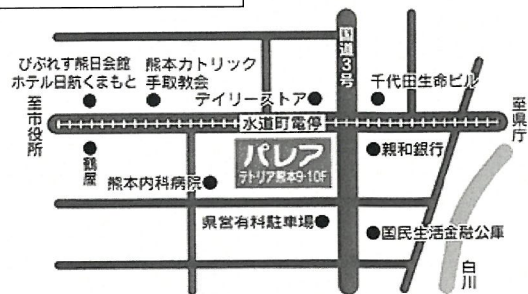 国道3号
びぷれす熊日会館
ホテル日航くまもと
熊本カトリック
手取教会
デイリーストア
千代田生命ビル
至市役所
水道町電停
至県庁
鶴屋
パレア
テトリア熊本9・10F
親和銀行
熊本内科病院
県営有料駐車場
国民生活金融公庫
白川